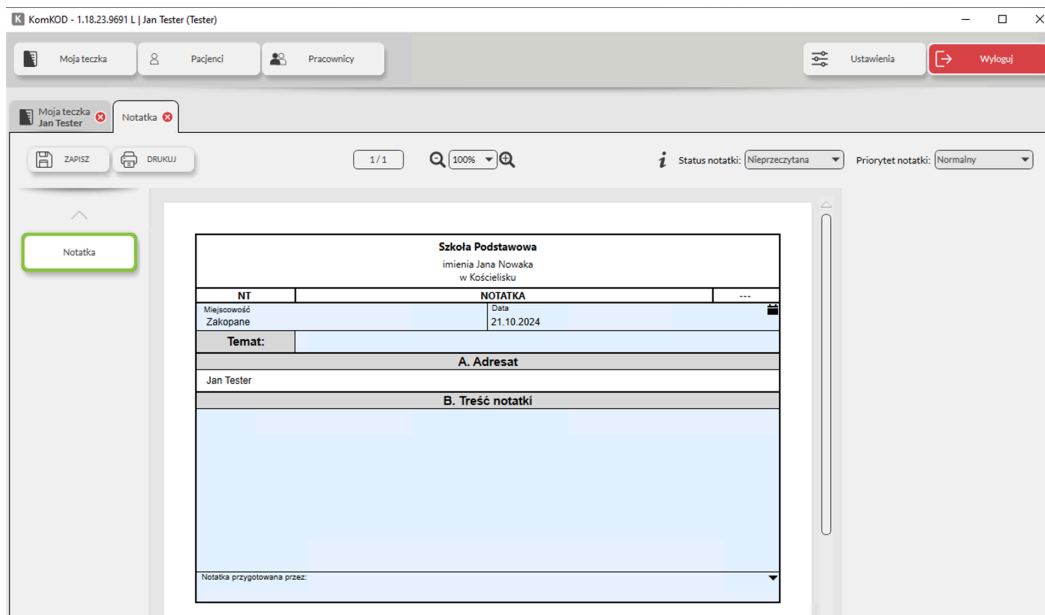 K KomKOD - 1.18.23.9691 L | Jan Tester (Tester)
Moja teczka
Pacjenci
Pracownicy
Ustawienia
Wyloguj
Moja teczka
Jan Tester
Notatka
ZAPISZ
DRUKUJ
1/1
100%
i Status notatki: Nieprzeczytana
Priorytet notatki: Normalny
Notatka
Szkoła Podstawowa
imienia Jana Nowaka
w Kościelisku
NT NOTATKA ---
Miejscowość Data
Zakopane 21.10.2024
Temat:
A. Adresat
Jan Tester
B. Treść notatki
Notatka przygotowana przez: